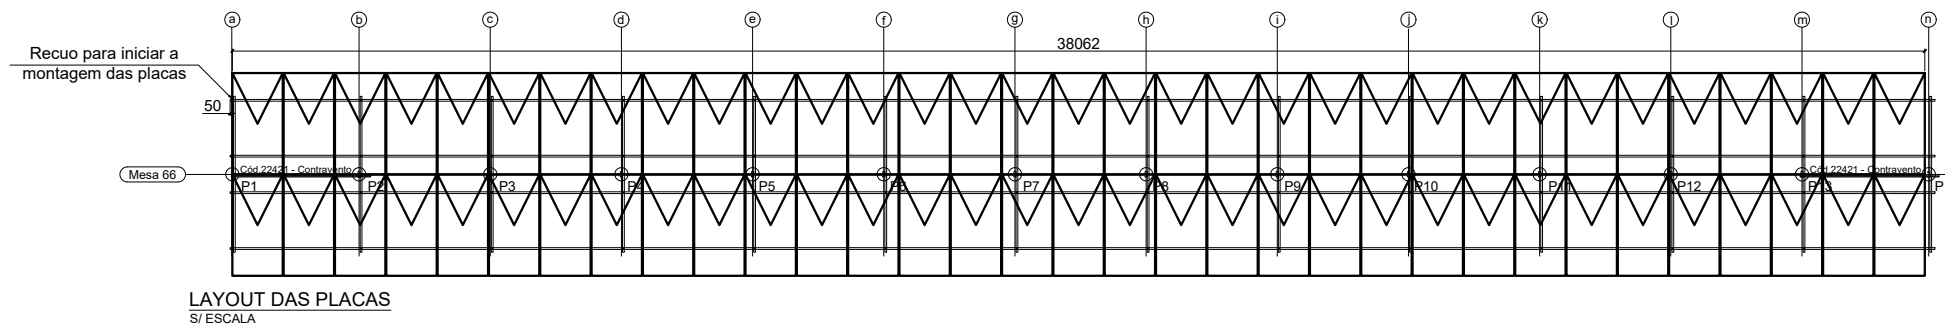 a b c d e f g h i j k l m n
38062
Recuo para iniciar a
montagem das placas
50
Mesa 66
Cód.22421 - Contravento
Cód.22421 - Contravento
P1 P2 P3 P4 P5 P6 P7 P8 P9 P10 P11 P12 P13 P
LAYOUT DAS PLACAS
S/ ESCALA